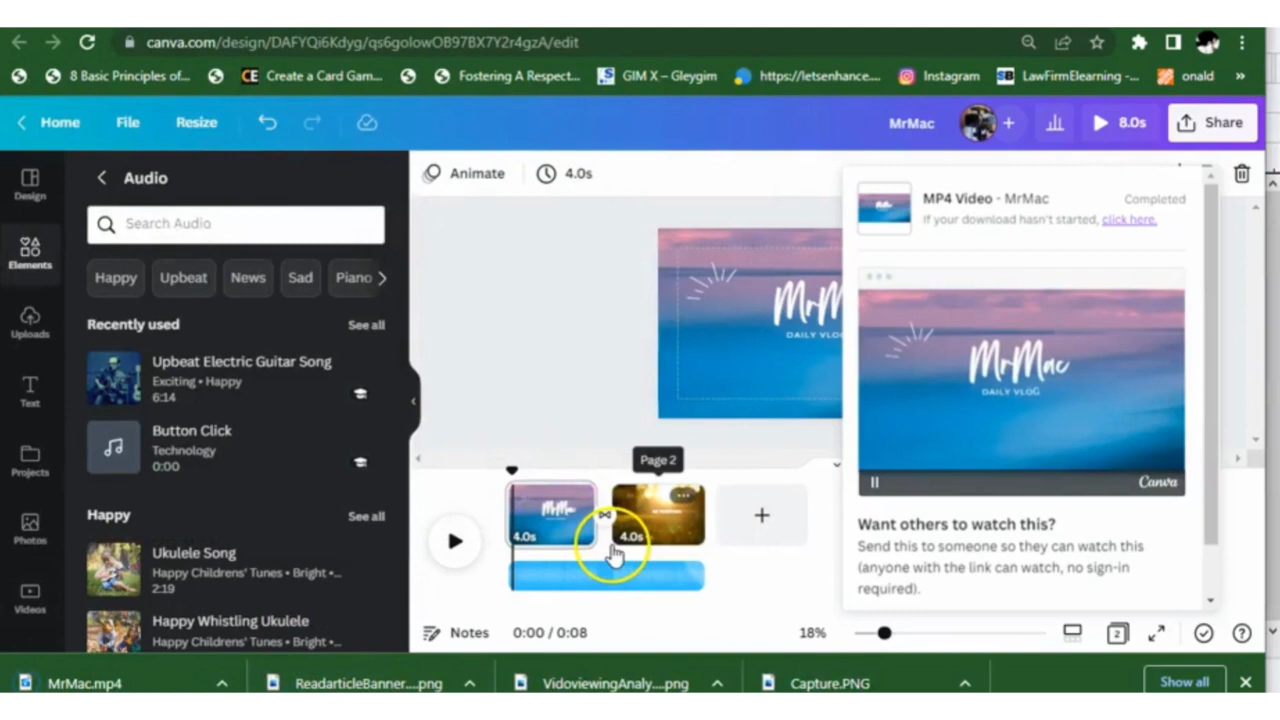 canva.com/design/DAFYQi6Kdyg/qs6golowOB97BX7Y2r4gzA/edit
8 Basic Principles of... CE Create a Card Gam... Fostering A Respect... GIM X – Gleygim https://letsenhance.... Instagram SB LawFirmElearning -... onald »
Home File Resize MrMac 8.0s Share
Design
Elements
Uploads
Text
Projects
Photos
Videos
Audio
Search Audio
Happy Upbeat News Sad Piano
Recently used See all
Upbeat Electric Guitar Song
Exciting • Happy
6:14
Button Click
Technology
0:00
Happy See all
Ukulele Song
Happy Childrens' Tunes • Bright •...
2:19
Happy Whistling Ukulele
Happy Childrens' Tunes • Bright •...
Animate 4.0s
MrM
DAILY VLO
MP4 Video - MrMac Completed
If your download hasn't started, click here.
MrMac
DAILY VLOG
Canva
Want others to watch this?
Send this to someone so they can watch this
(anyone with the link can watch, no sign-in
required).
Page 2
4.0s
4.0s
Notes 0:00 / 0:08 18% 2
MrMac.mp4 ReadarticleBanner....png VidoviewingAnaly....png Capture.PNG Show all